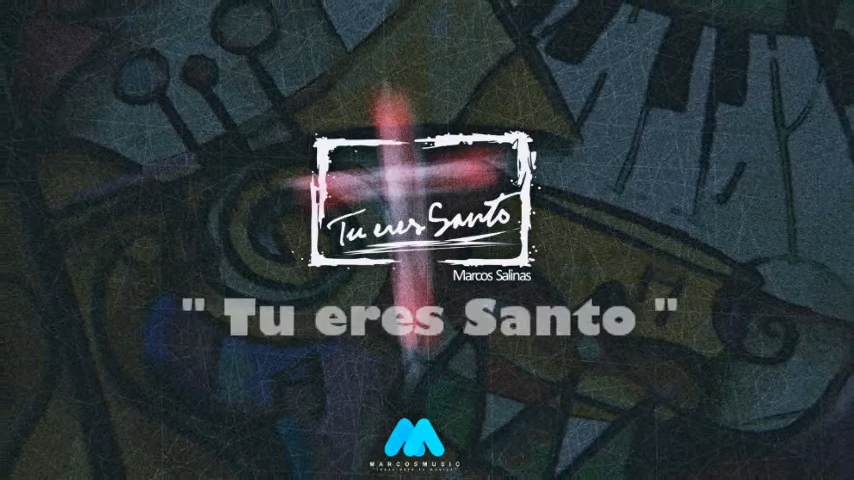 Tu eres Santo
Marcos Salinas
" Tu eres Santo "
MARCOSMUSIC